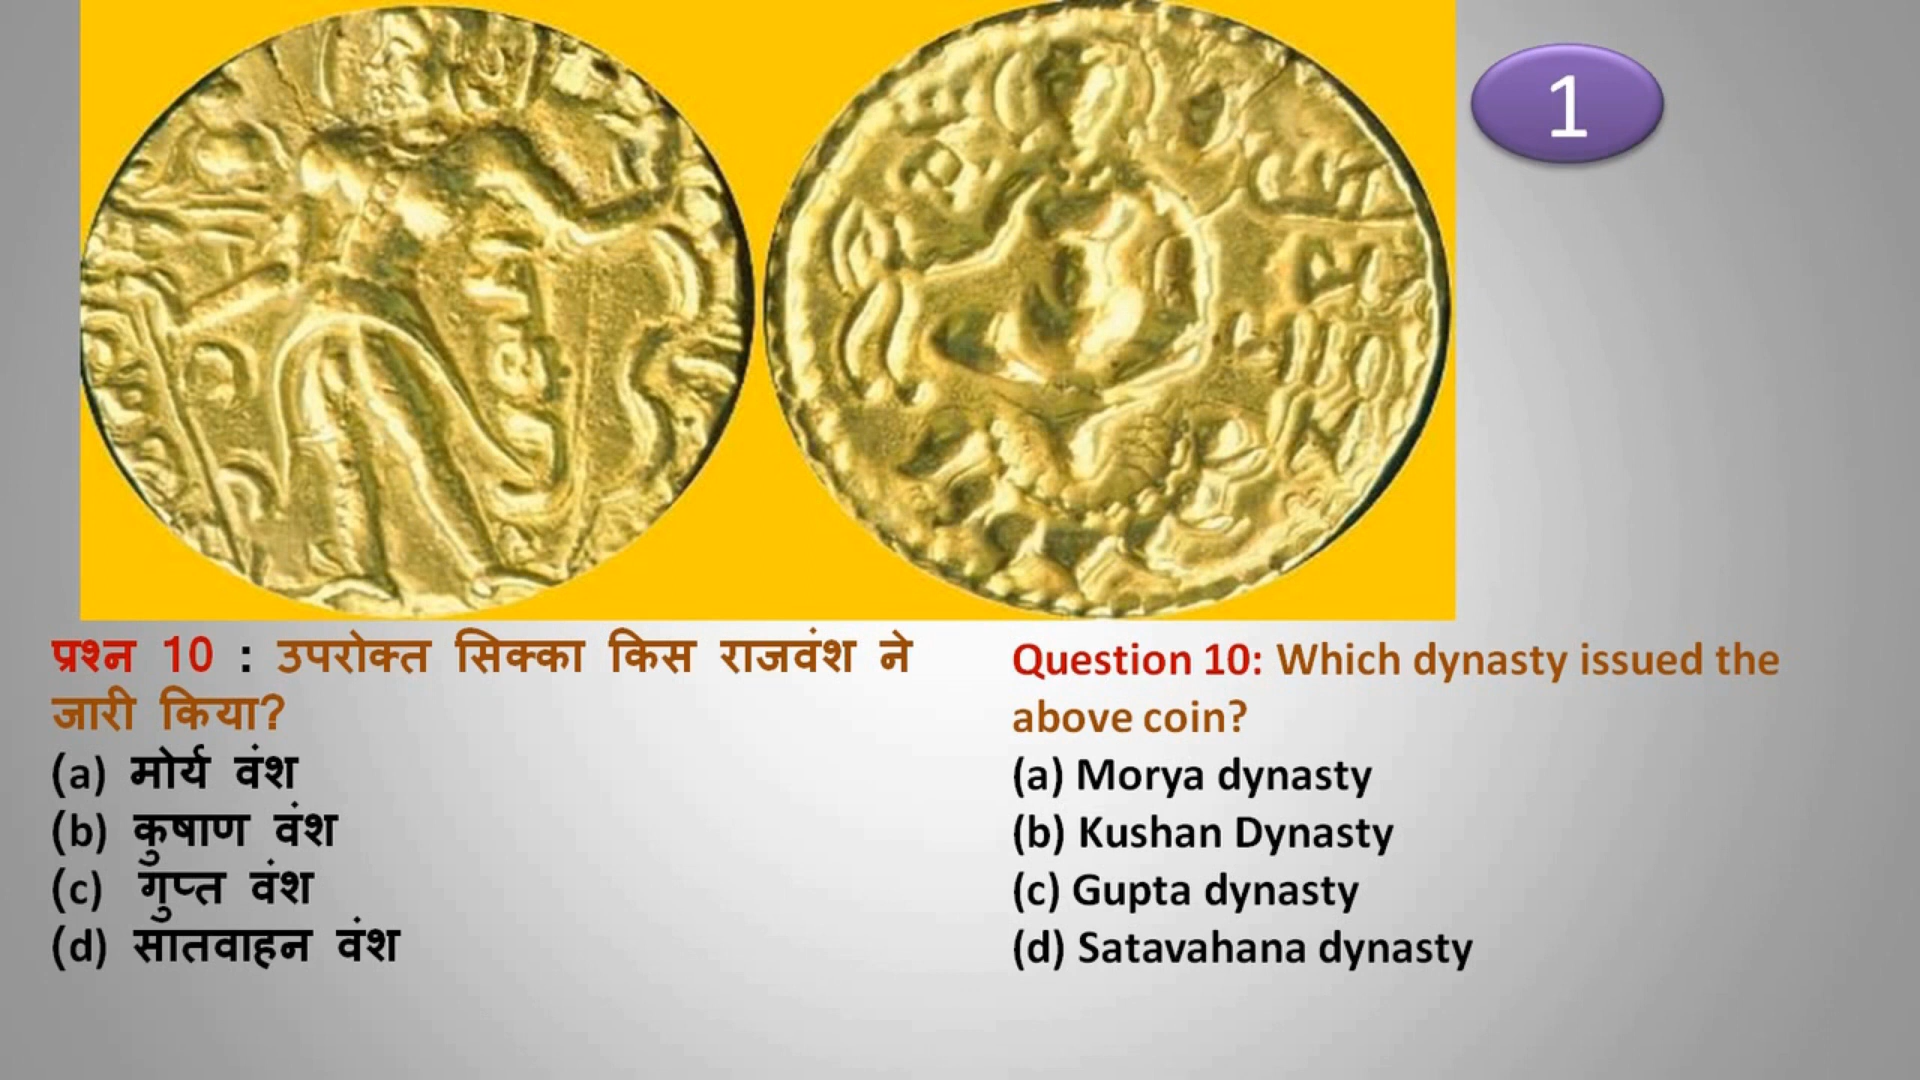 1
प्रश्न 10 : उपरोक्त सिक्का किस राजवंश ने
जारी किया?
(a) मोर्य वंश
(b) कुषाण वंश
(c) गुप्त वंश
(d) सातवाहन वंश
Question 10: Which dynasty issued the
above coin?
(a) Morya dynasty
(b) Kushan Dynasty
(c) Gupta dynasty
(d) Satavahana dynasty